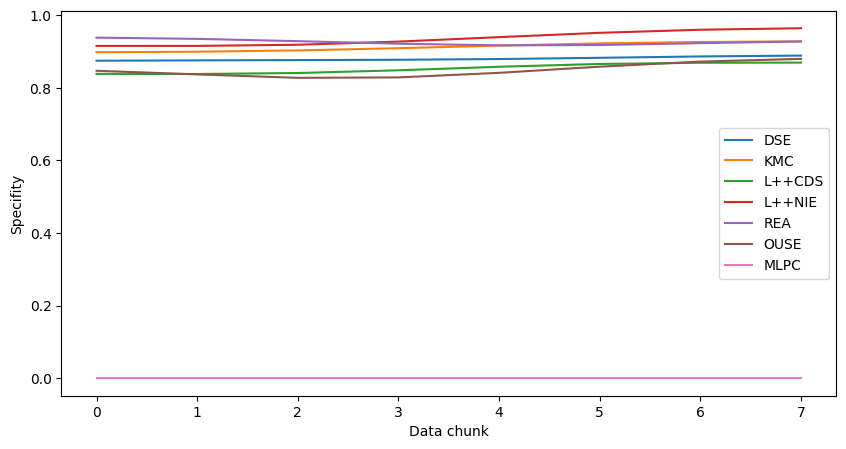 1.0
0.8
0.6
0.4
0.2
0.0
Specifity
0 1 2 3 4 5 6 7
Data chunk
DSE
KMC
L++CDS
L++NIE
REA
OUSE
MLPC